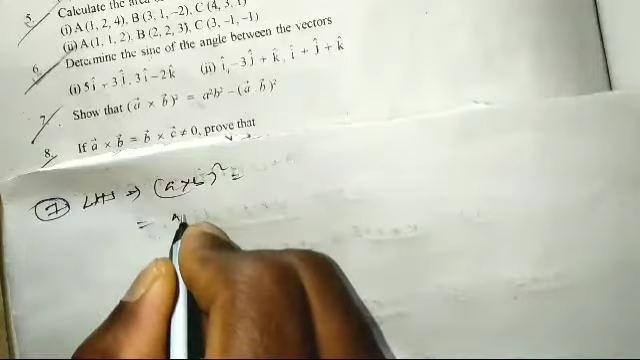 5. Calculate the area
(i) A (1, 2, 4), B (3, 1, –2), C (4, 3, 1)
(ii) A (1, 1, 2), B (2, 2, 3), C (3, –1, –1)
6. Determine the sine of the angle between the vectors
(i) 5î + 3ĵ, 3î – 2k̂ (ii) î – 3ĵ + k̂, î + ĵ + k̂
7. Show that (a⃗ × b⃗)² = a²b² – (a⃗ . b⃗)²
8. If a⃗ × b⃗ = b⃗ × c⃗ ≠ 0, prove that
⑦ LHS ⇒ (a×b)² =
=